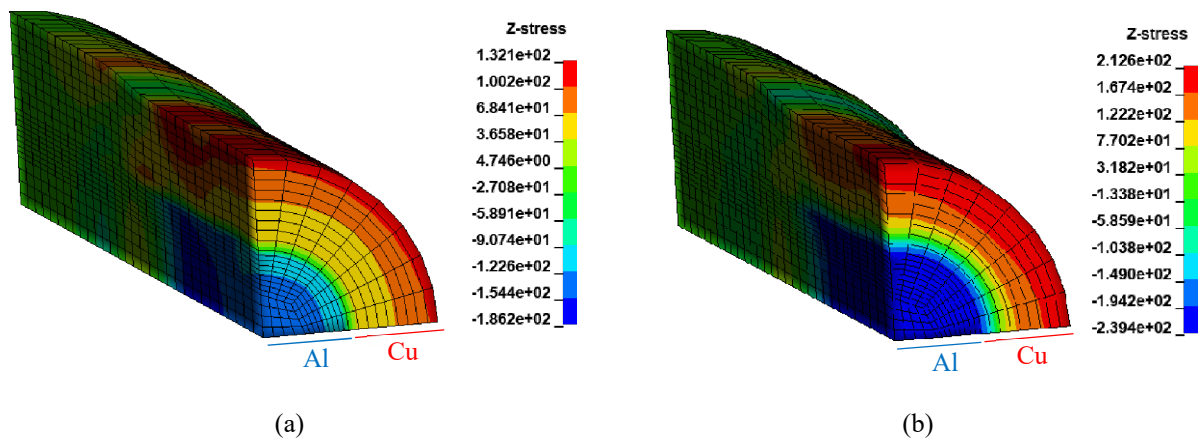 Z-stress
1.321e+02
1.002e+02
6.841e+01
3.658e+01
4.746e+00
-2.708e+01
-5.891e+01
-9.074e+01
-1.226e+02
-1.544e+02
-1.862e+02
Al
Cu
(a)
Z-stress
2.126e+02
1.674e+02
1.222e+02
7.702e+01
3.182e+01
-1.338e+01
-5.859e+01
-1.038e+02
-1.490e+02
-1.942e+02
-2.394e+02
Al
Cu
(b)